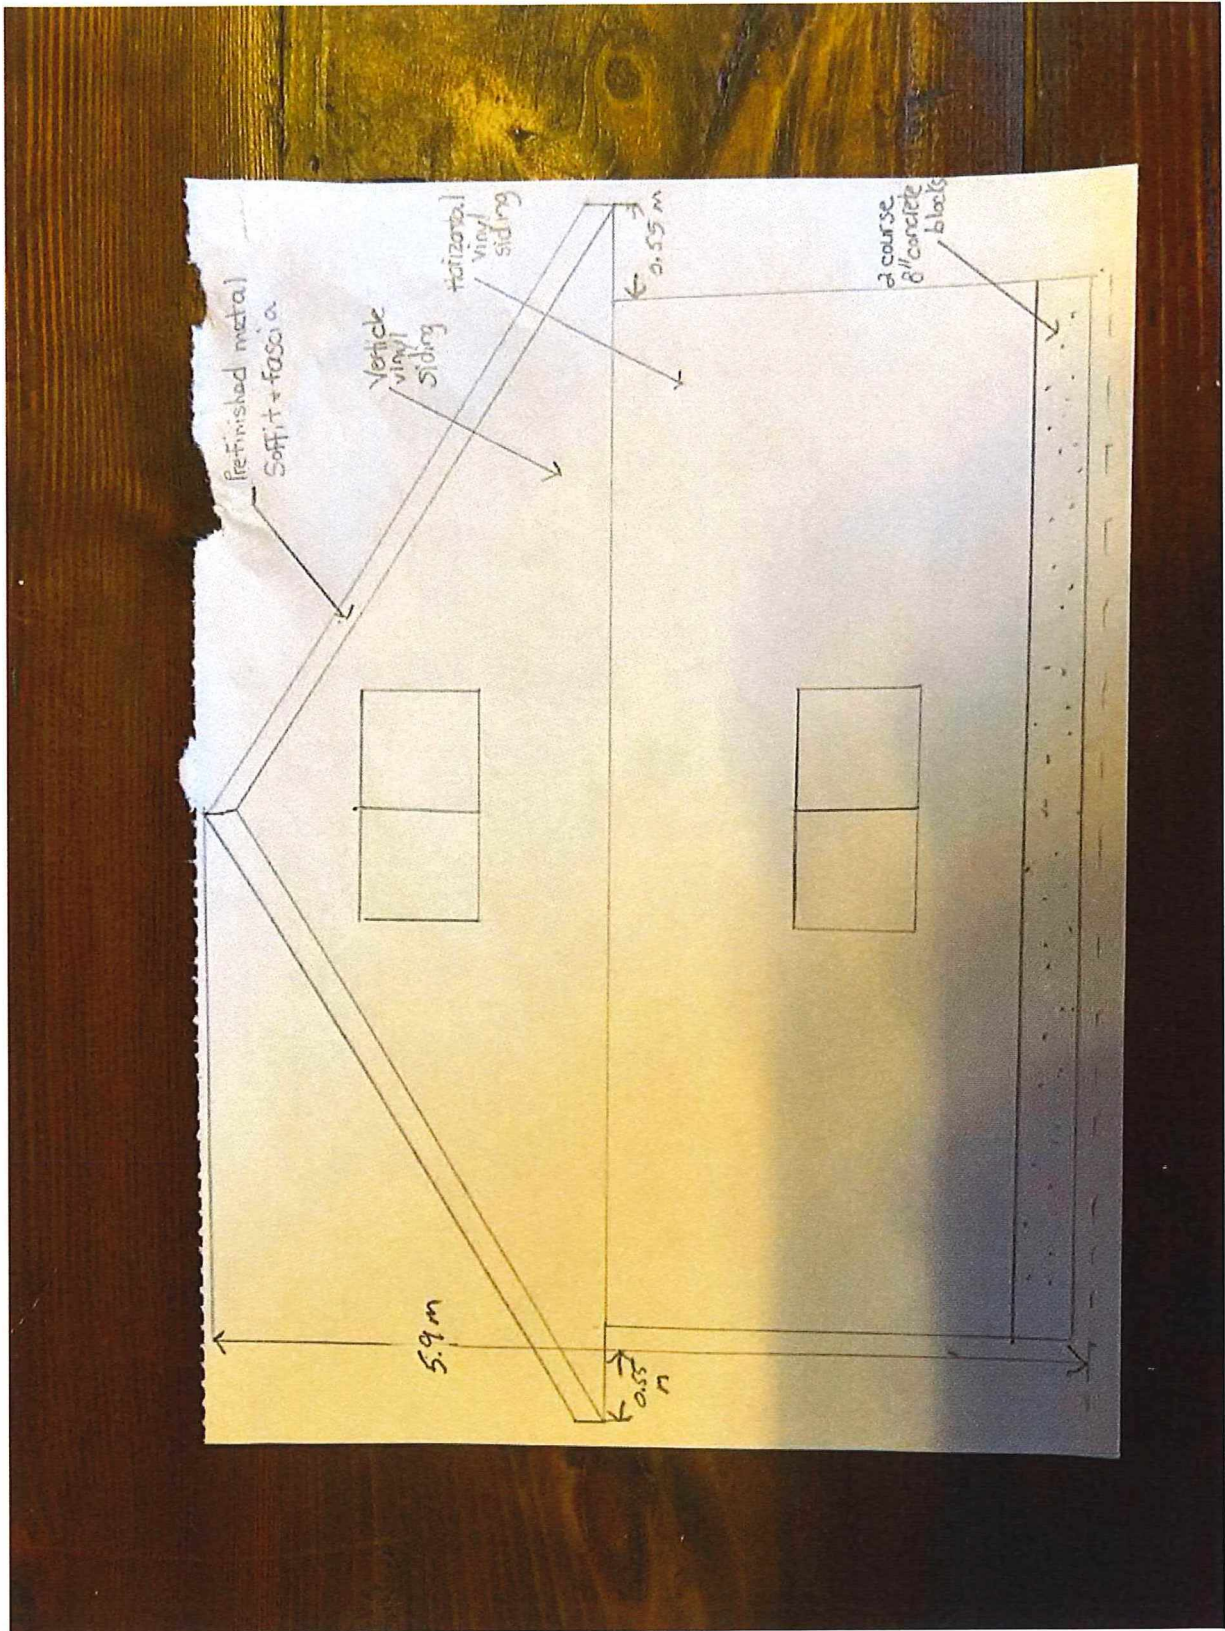 Prefinished metal
Soffit + fascia
Verticle
vinyl
siding
Horizontal
vinyl
siding
5.9 m
0.55
m
0.55 m
2 course
8" concrete
blocks